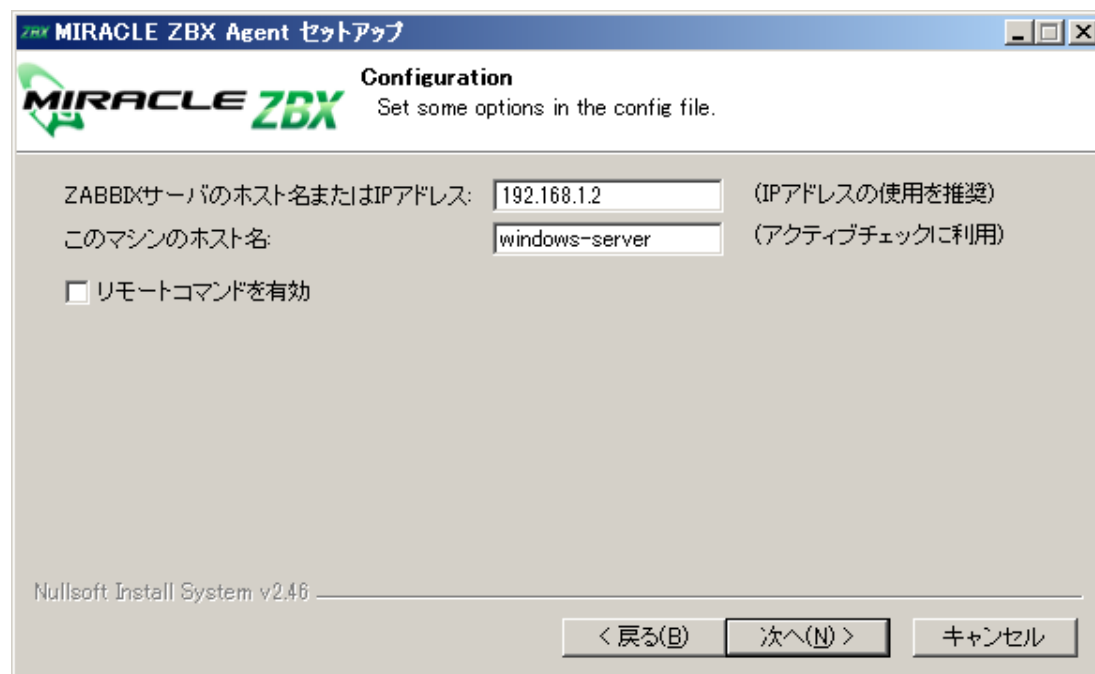 ZBX MIRACLE ZBX Agent セットアップ
MIRACLE ZBX
Configuration
Set some options in the config file.
ZABBIXサーバのホスト名またはIPアドレス: 192.168.1.2 (IPアドレスの使用を推奨)
このマシンのホスト名: windows-server (アクティブチェックに利用)
リモートコマンドを有効
Nullsoft Install System v2.46
< 戻る(B) 次へ(N) > キャンセル